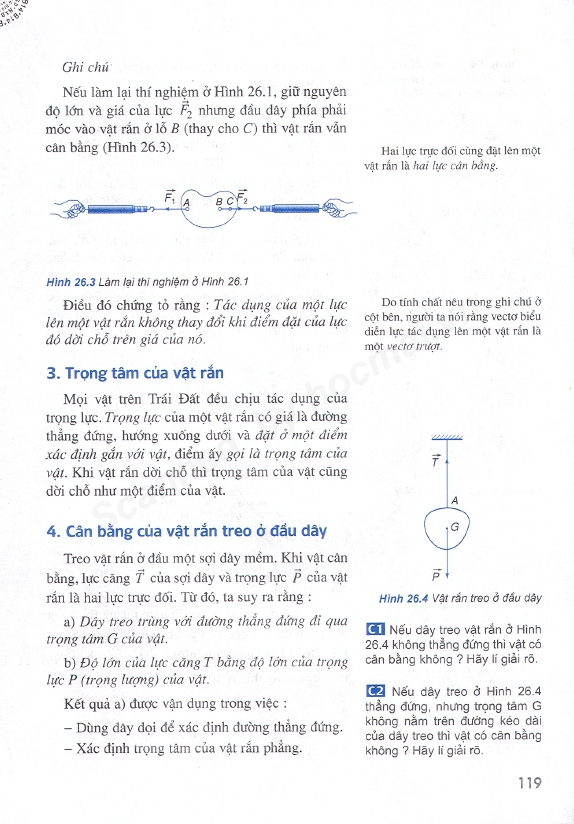 Ghi chú
Nếu làm lại thí nghiệm ở Hình 26.1, giữ nguyên
độ lớn và giá của lực F₂ nhưng đầu dây phía phải
móc vào vật rắn ở lỗ B (thay cho C) thì vật rắn vẫn
cân bằng (Hình 26.3).
Hai lực trực đối cùng đặt lên một
vật rắn là hai lực cân bằng.
F₁ A B C F₂
Hình 26.3 Làm lại thí nghiệm ở Hình 26.1
Điều đó chứng tỏ rằng : Tác dụng của một lực
lên một vật rắn không thay đổi khi điểm đặt của lực
đó dời chỗ trên giá của nó.
Do tính chất nêu trong ghi chú ở
cột bên, người ta nói rằng vectơ biểu
diễn lực tác dụng lên một vật rắn là
một vectơ trượt.
3. Trọng tâm của vật rắn
Mọi vật trên Trái Đất đều chịu tác dụng của
trọng lực. Trọng lực của một vật rắn có giá là đường
thẳng đứng, hướng xuống dưới và đặt ở một điểm
xác định gắn với vật, điểm ấy gọi là trọng tâm của
vật. Khi vật rắn dời chỗ thì trọng tâm của vật cũng
dời chỗ như một điểm của vật.
4. Cân bằng của vật rắn treo ở đầu dây
Treo vật rắn ở đầu một sợi dây mềm. Khi vật cân
bằng, lực căng T của sợi dây và trọng lực P của vật
rắn là hai lực trực đối. Từ đó, ta suy ra rằng :
a) Dây treo trùng với đường thẳng đứng đi qua
trọng tâm G của vật.
b) Độ lớn của lực căng T bằng độ lớn của trọng
lực P (trọng lượng) của vật.
Kết quả a) được vận dụng trong việc :
– Dùng dây dọi để xác định đường thẳng đứng.
– Xác định trọng tâm của vật rắn phẳng.
T
A
G
P
Hình 26.4 Vật rắn treo ở đầu dây
C1 Nếu dây treo vật rắn ở Hình
26.4 không thẳng đứng thì vật có
cân bằng không ? Hãy lí giải rõ.
C2 Nếu dây treo ở Hình 26.4
thẳng đứng, nhưng trọng tâm G
không nằm trên đường kéo dài
của dây treo thì vật có cân bằng
không ? Hãy lí giải rõ.
119